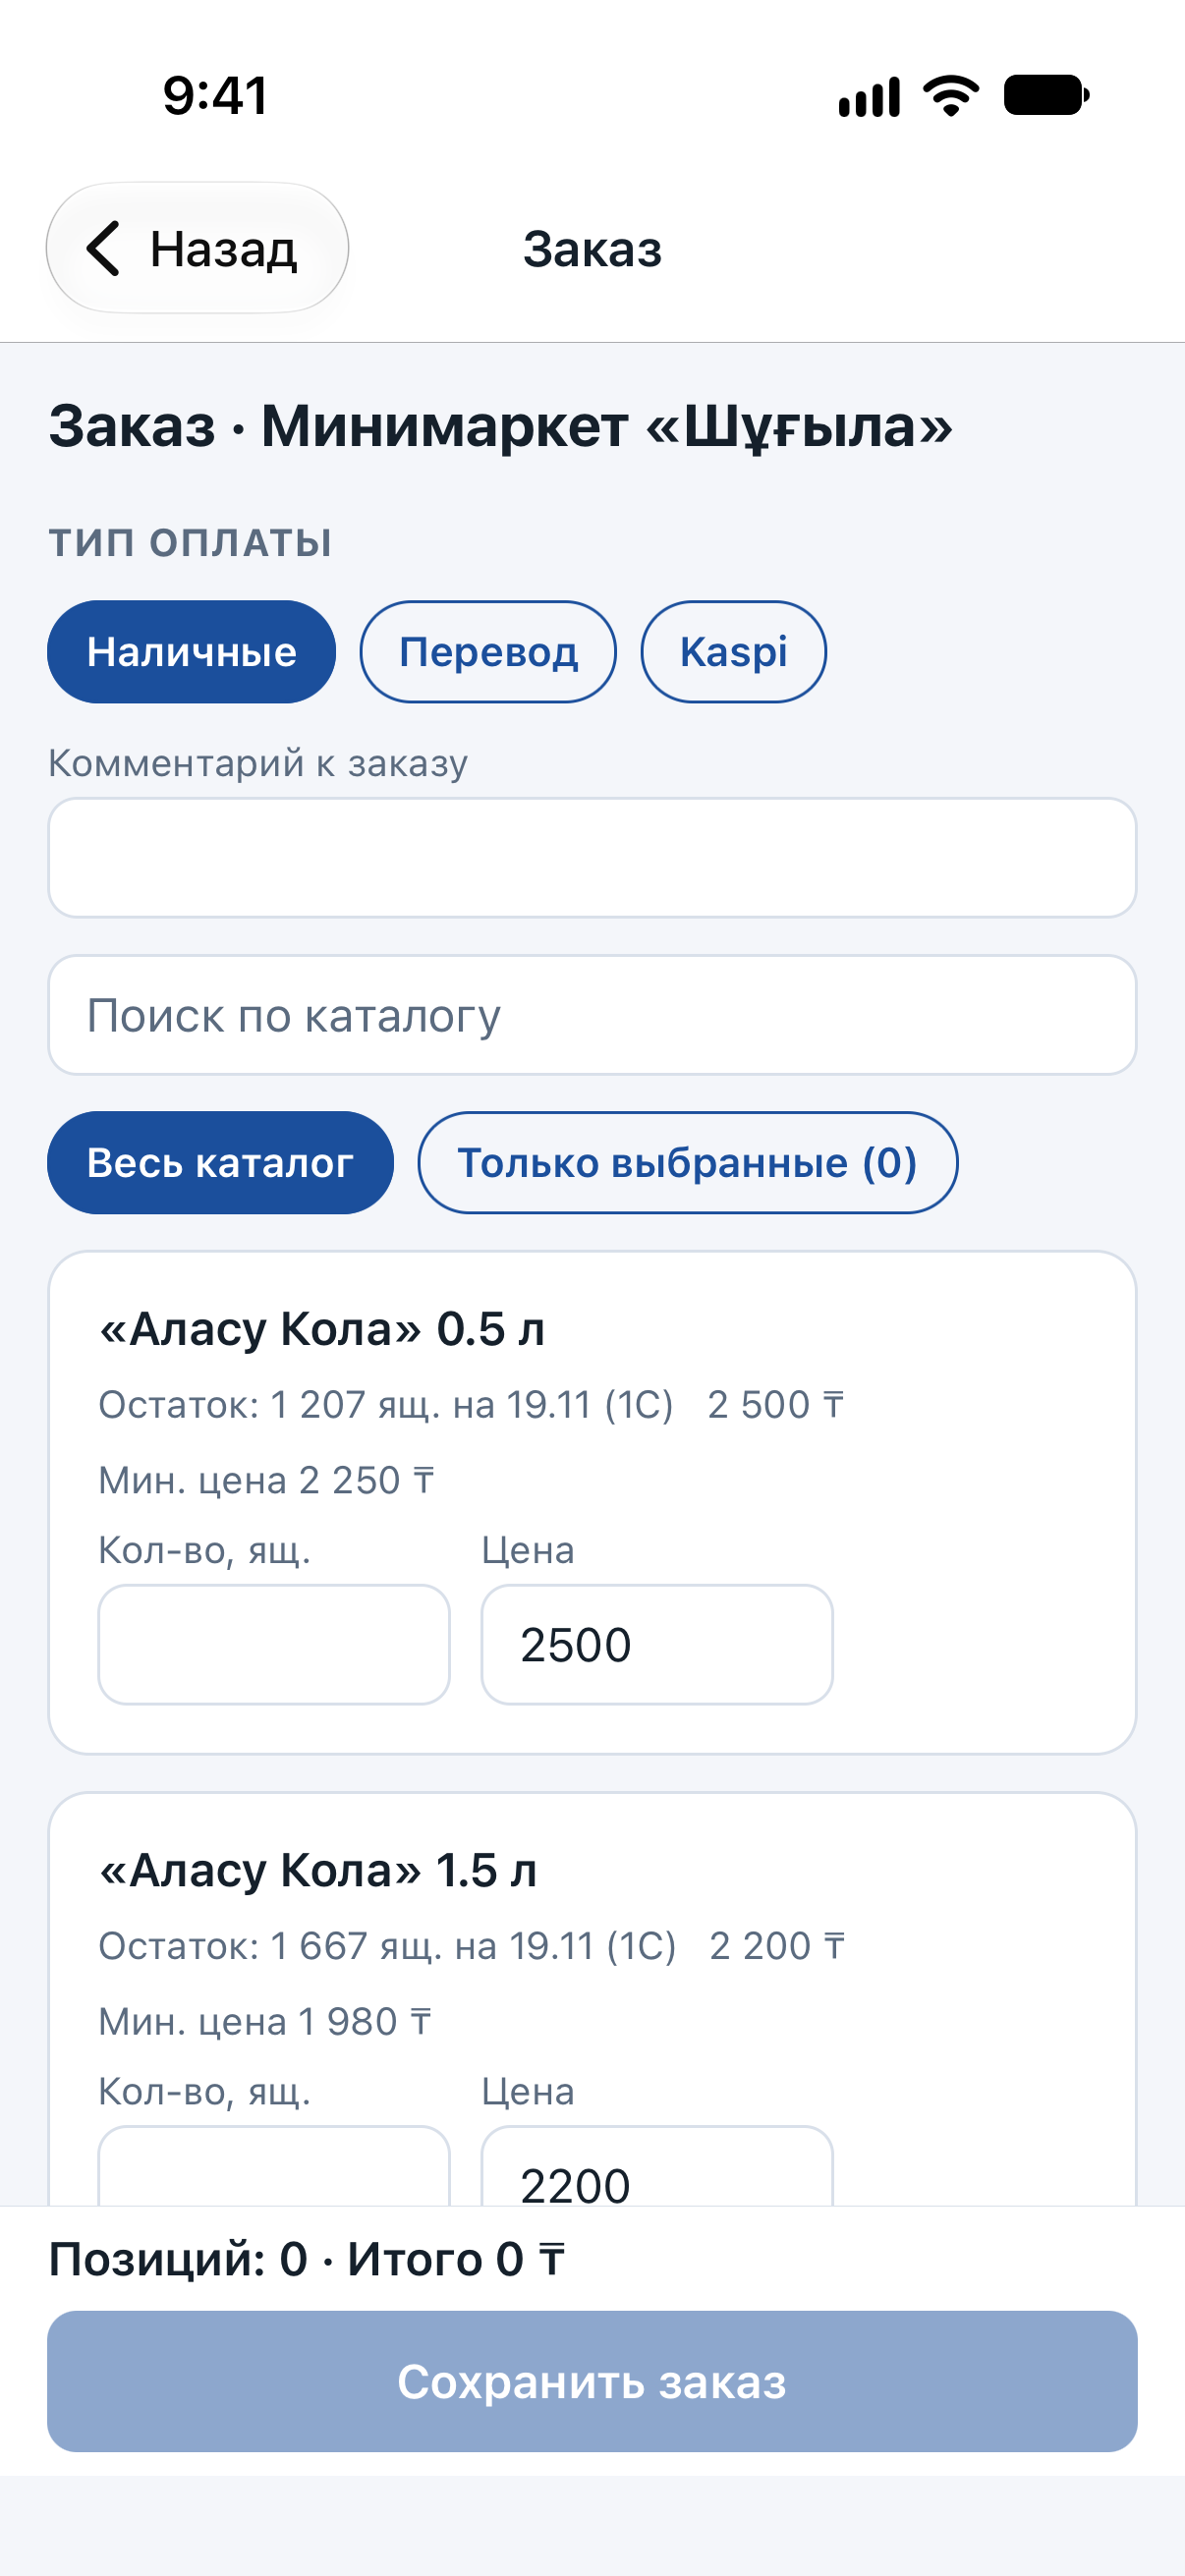 9:41
Назад
Заказ
Заказ · Минимаркет «Шұғыла»
ТИП ОПЛАТЫ
Наличные Перевод Kaspi
Комментарий к заказу
Поиск по каталогу
Весь каталог Только выбранные (0)
«Аласу Кола» 0.5 л
Остаток: 1 207 ящ. на 19.11 (1С) 2 500 ₸
Мин. цена 2 250 ₸
Кол-во, ящ. Цена
2500
«Аласу Кола» 1.5 л
Остаток: 1 667 ящ. на 19.11 (1С) 2 200 ₸
Мин. цена 1 980 ₸
Кол-во, ящ. Цена
2200
Позиций: 0 · Итого 0 ₸
Сохранить заказ